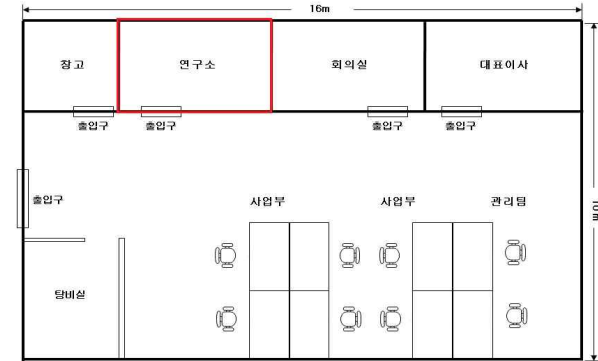 16m
창고
연구소
회의실
대표이사
출입구
출입구
출입구
출입구
출입구
사업부
사업부
관리팀
10m
탕비실